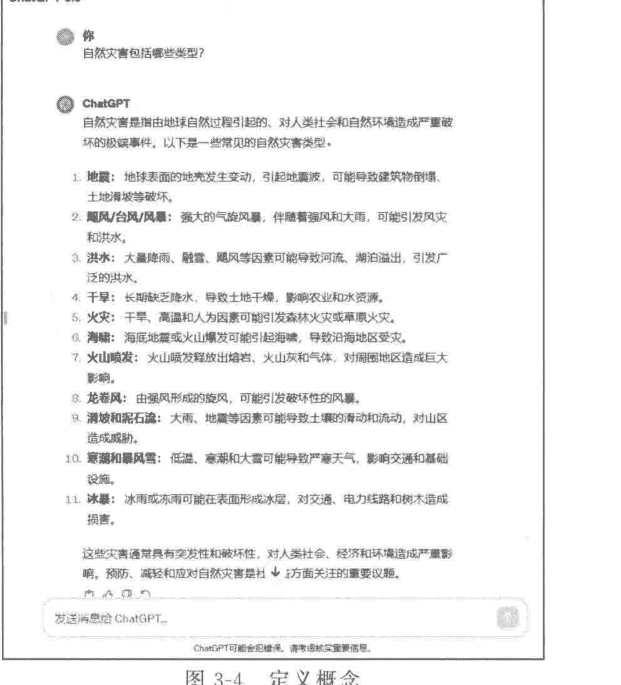 你
自然灾害包括哪些类型?
ChatGPT
自然灾害是指由地球自然过程引起的、对人类社会和自然环境造成严重破
坏的极端事件。以下是一些常见的自然灾害类型:
1. 地震: 地球表面的地壳发生变动,引起地震波,可能导致建筑物倒塌、
土地滑坡等破坏。
2. 飓风/台风/风暴: 强大的气旋风暴,伴随着强风和大雨,可能引发风灾
和洪水。
3. 洪水: 大量降雨、融雪、飓风等因素可能导致河流、湖泊溢出,引发广
泛的洪水。
4. 干旱: 长期缺乏降水,导致土地干燥,影响农业和水资源。
5. 火灾: 干旱、高温和人为因素可能引发森林火灾或草原火灾。
6. 海啸: 海底地震或火山爆发可能引起海啸,导致沿海地区受灾。
7. 火山喷发: 火山喷发释放出熔岩、火山灰和气体,对周围地区造成巨大
影响。
8. 龙卷风: 由强风形成的旋风,可能引发破坏性的风暴。
9. 滑坡和泥石流: 大雨、地震等因素可能导致土壤的滑动和流动,对山区
造成威胁。
10. 寒潮和暴风雪: 低温、寒潮和大雪可能导致严寒天气,影响交通和基础
设施。
11. 冰暴: 冰雨或冻雨可能在表面形成冰层,对交通、电力线路和树木造成
损害。
这些灾害通常具有突发性和破坏性,对人类社会、经济和环境造成严重影
响。预防、减轻和应对自然灾害是社 方面关注的重要议题。
发送消息给 ChatGPT...
ChatGPT可能会犯错误。请考虑核实重要信息。
图 3-4 定义概念